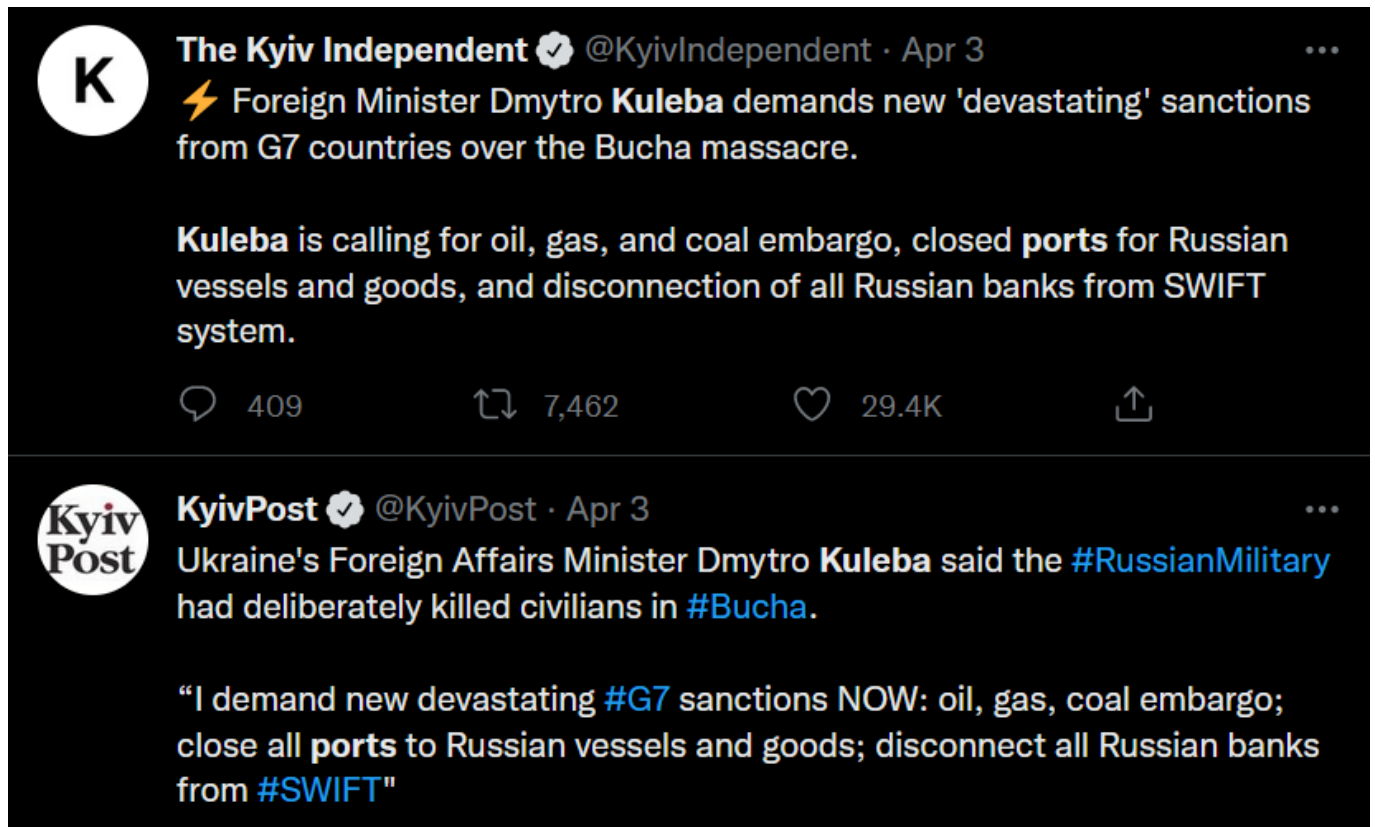 K
The Kyiv Independent @KyivIndependent · Apr 3
⚡ Foreign Minister Dmytro Kuleba demands new 'devastating' sanctions
from G7 countries over the Bucha massacre.
Kuleba is calling for oil, gas, and coal embargo, closed ports for Russian
vessels and goods, and disconnection of all Russian banks from SWIFT
system.
409 7,462 29.4K
Kyiv
Post
KyivPost @KyivPost · Apr 3
Ukraine's Foreign Affairs Minister Dmytro Kuleba said the #RussianMilitary
had deliberately killed civilians in #Bucha.
“I demand new devastating #G7 sanctions NOW: oil, gas, coal embargo;
close all ports to Russian vessels and goods; disconnect all Russian banks
from #SWIFT"